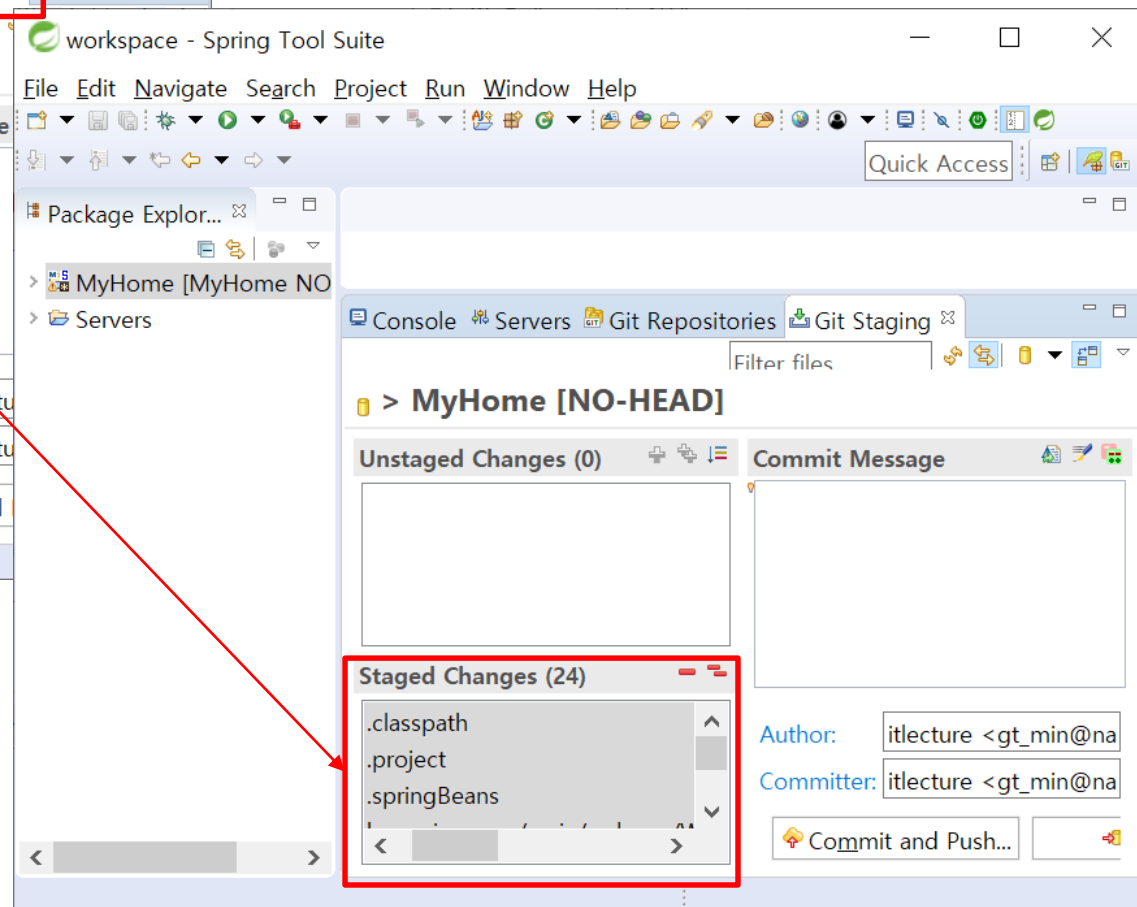 workspace - Spring Tool Suite
File Edit Navigate Search Project Run Window Help
Quick Access
Package Explor...
MyHome [MyHome NO
Servers
Console Servers Git Repositories Git Staging
Filter files
> MyHome [NO-HEAD]
Unstaged Changes (0)
Commit Message
Staged Changes (24)
.classpath
.project
.springBeans
Author: itlecture <gt_min@na
Committer: itlecture <gt_min@na
Commit and Push...